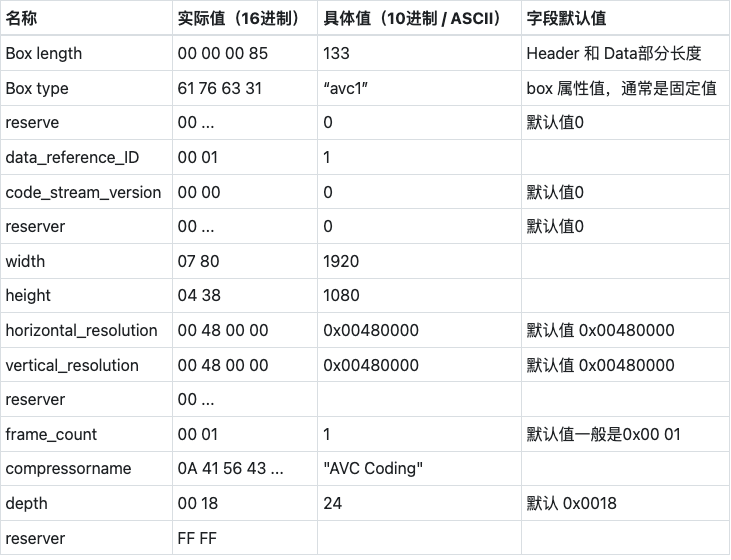 名称 实际值（16进制） 具体值（10进制 / ASCII） 字段默认值
Box length 00 00 00 85 133 Header 和 Data部分长度
Box type 61 76 63 31 “avc1” box 属性值，通常是固定值
reserve 00 ... 0 默认值0
data_reference_ID 00 01 1
code_stream_version 00 00 0 默认值0
reserver 00 ... 0 默认值0
width 07 80 1920
height 04 38 1080
horizontal_resolution 00 48 00 00 0x00480000 默认值 0x00480000
vertical_resolution 00 48 00 00 0x00480000 默认值 0x00480000
reserver 00 ...
frame_count 00 01 1 默认值一般是0x00 01
compressorname 0A 41 56 43 ... "AVC Coding"
depth 00 18 24 默认 0x0018
reserver FF FF